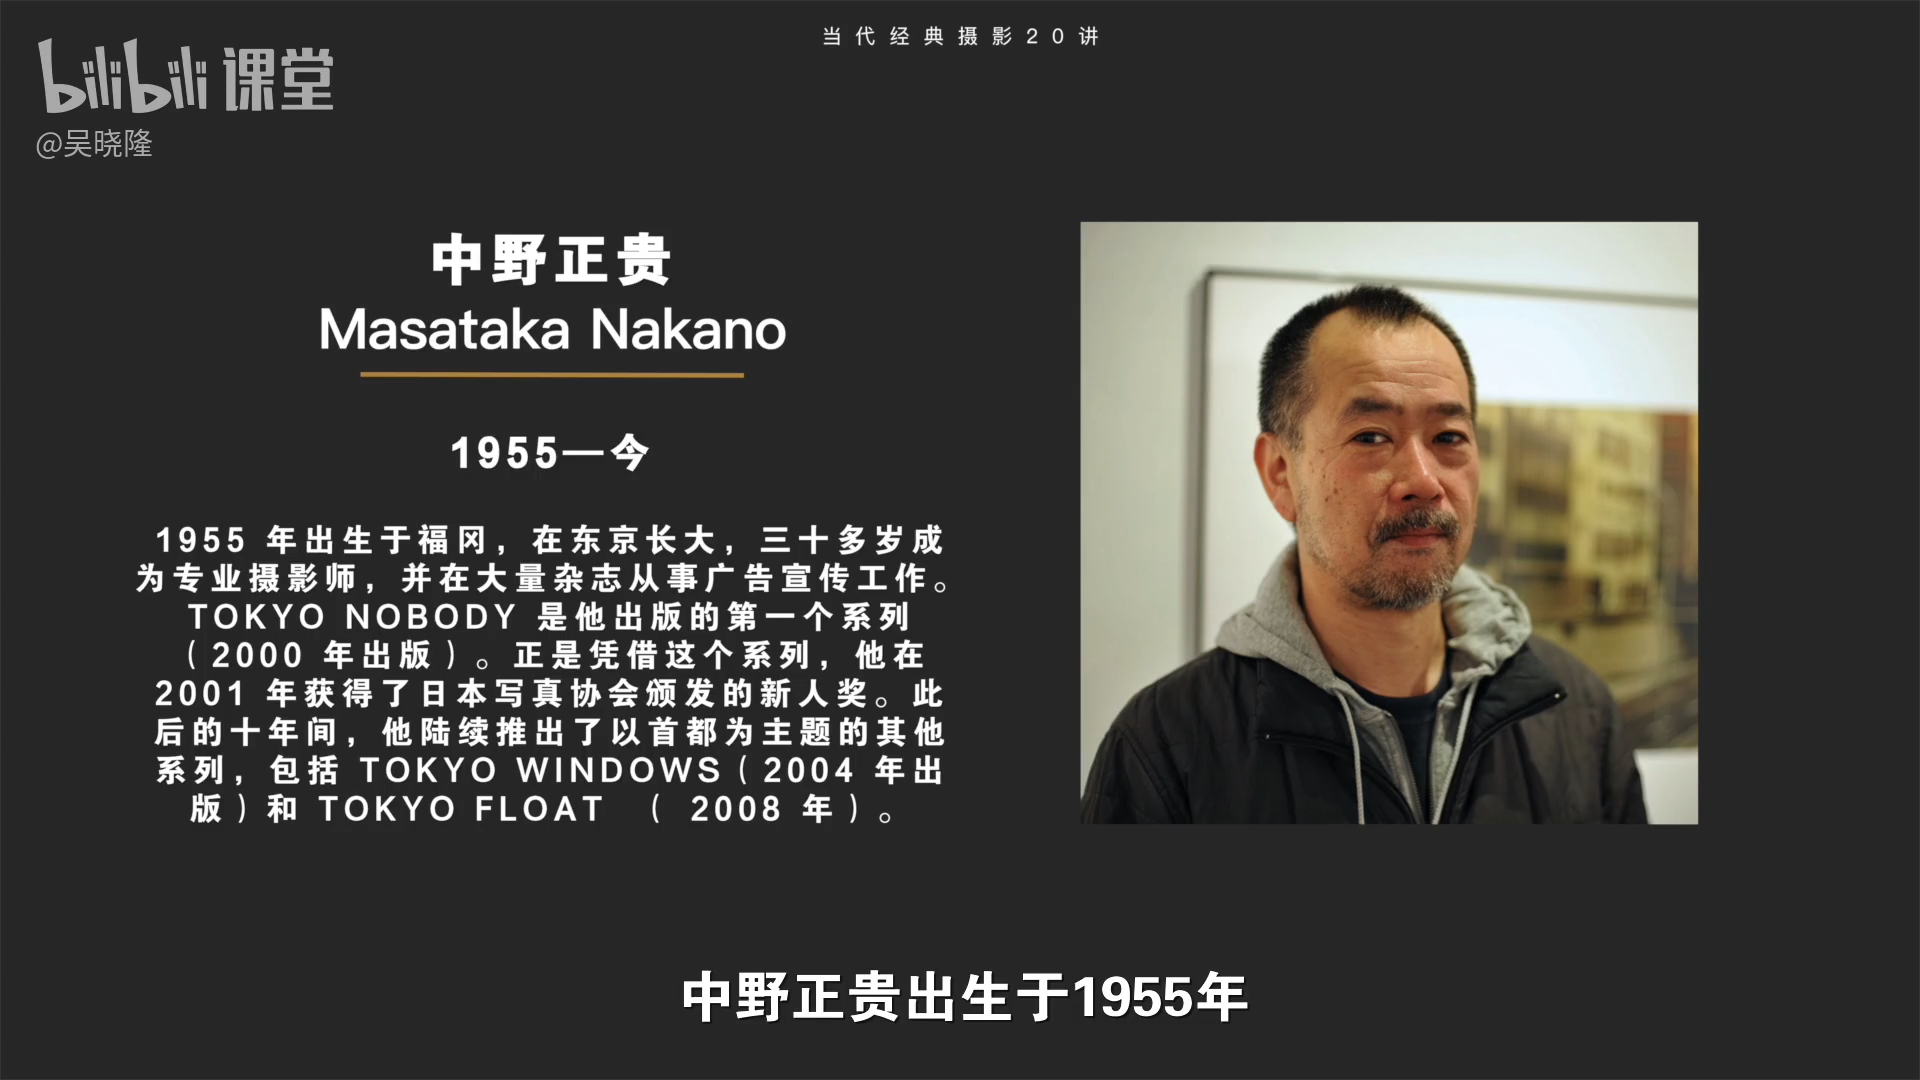 当代经典摄影20讲
bilibili 课堂
@吴晓隆
中野正贵
Masataka Nakano
1955—今
1955 年出生于福冈，在东京长大，三十多岁成
为专业摄影师，并在大量杂志从事广告宣传工作。
TOKYO NOBODY 是他出版的第一个系列
（2000 年出版）。正是凭借这个系列，他在
2001 年获得了日本写真协会颁发的新人奖。此
后的十年间，他陆续推出了以首都为主题的其他
系列，包括 TOKYO WINDOWS（2004 年出
版）和 TOKYO FLOAT （ 2008 年）。
中野正贵出生于1955年